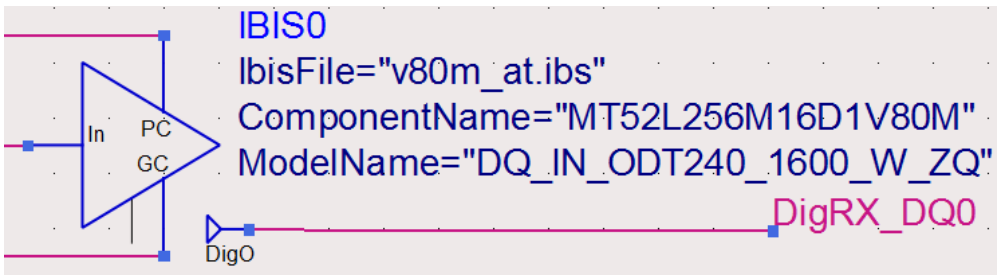 IBIS0
IbisFile="v80m_at.ibs"
ComponentName="MT52L256M16D1V80M"
ModelName="DQ_IN_ODT240_1600_W_ZQ"
In
PC
GC
DigRX_DQ0
DigO